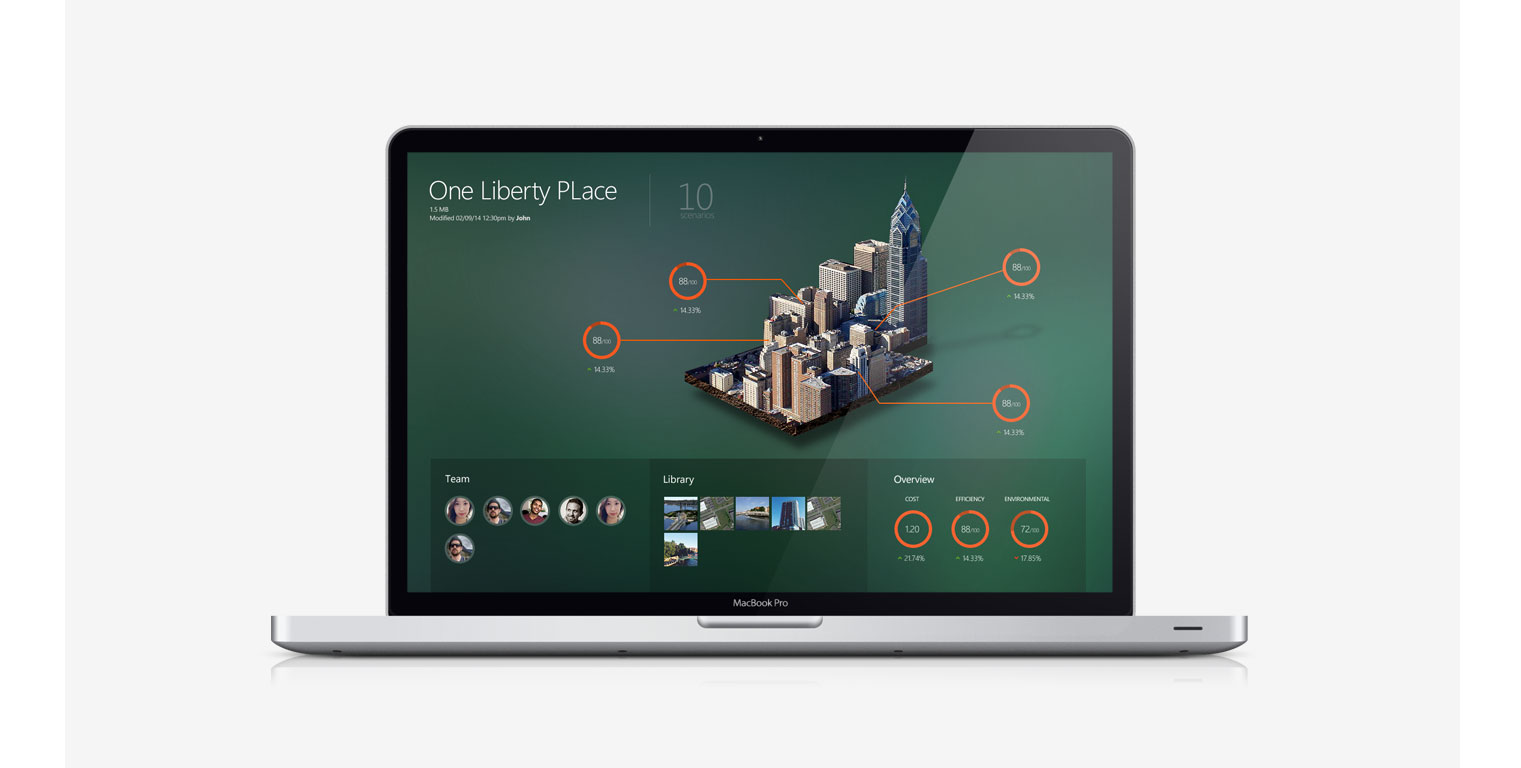 One Liberty PLace
1.5 MB
Modified 02/09/14 12:30pm by John
10
scenarios
88/100
14.33%
88/100
14.33%
88/100
14.33%
88/100
14.33%
Team
Library
Overview
COST
EFFICIENCY
ENVIRONMENTAL
1.20
88/100
72/100
21.74%
14.33%
17.85%
MacBook Pro